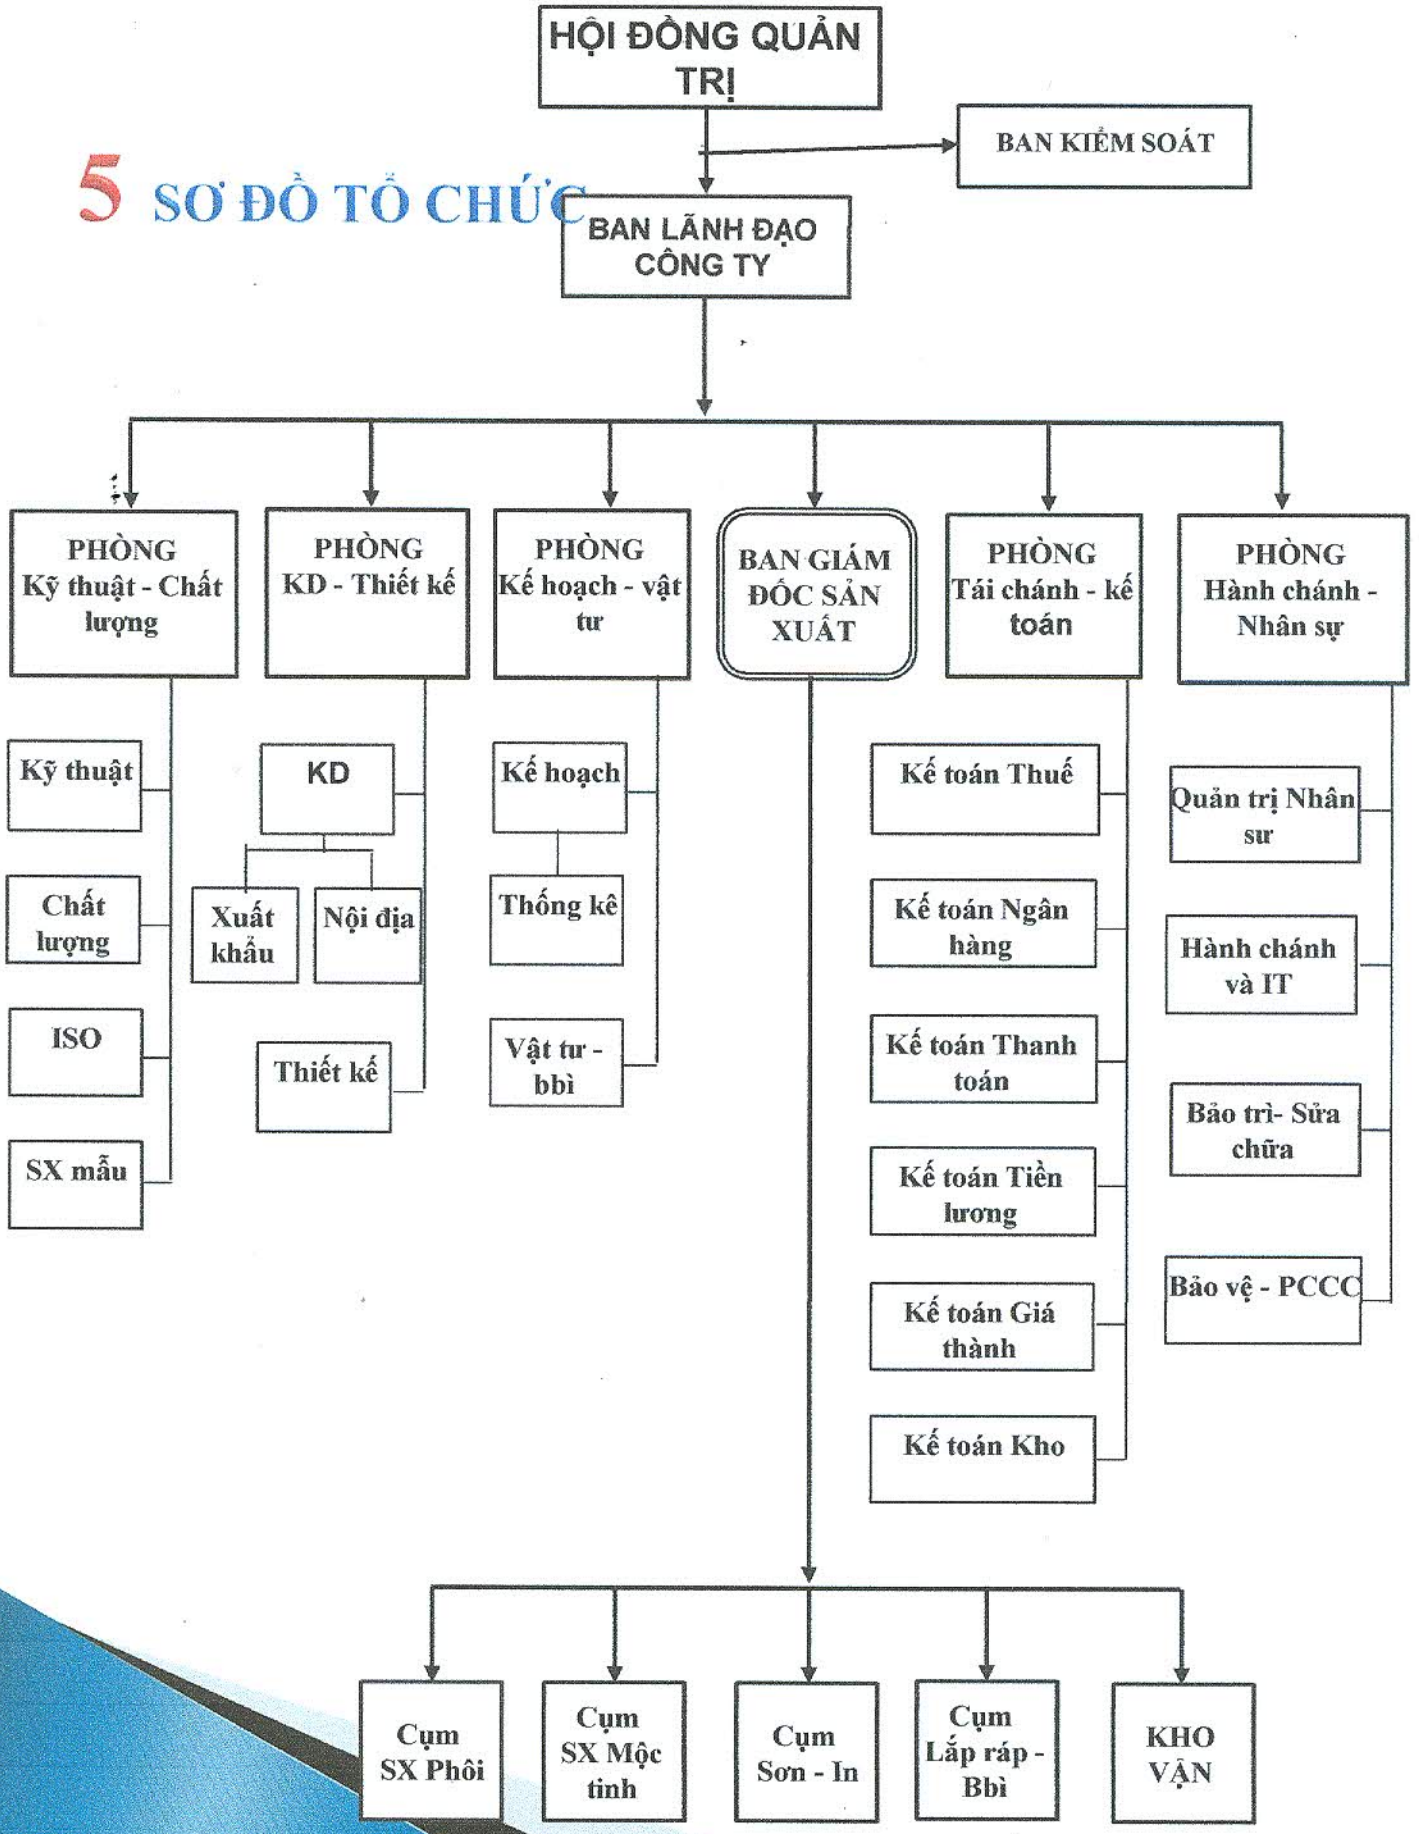 HỘI ĐỒNG QUẢN
TRỊ
BAN KIỂM SOÁT
5 SƠ ĐỒ TỔ CHỨC
BAN LÃNH ĐẠO
CÔNG TY
PHÒNG
Kỹ thuật - Chất
lượng
PHÒNG
KD - Thiết kế
PHÒNG
Kế hoạch - vật
tư
BAN GIÁM
ĐỐC SẢN
XUẤT
PHÒNG
Tái chánh - kế
toán
PHÒNG
Hành chánh -
Nhân sự
Kỹ thuật
Chất
lượng
ISO
SX mẫu
KD
Xuất
khẩu
Nội địa
Thiết kế
Kế hoạch
Thống kê
Vật tư -
bbì
Kế toán Thuế
Kế toán Ngân
hàng
Kế toán Thanh
toán
Kế toán Tiền
lương
Kế toán Giá
thành
Kế toán Kho
Quản trị Nhân
sư
Hành chánh
và IT
Bảo trì- Sửa
chữa
Bảo vệ - PCCC
Cụm
SX Phôi
Cụm
SX Mộc
tinh
Cụm
Sơn - In
Cụm
Lắp ráp -
Bbì
KHO
VẬN